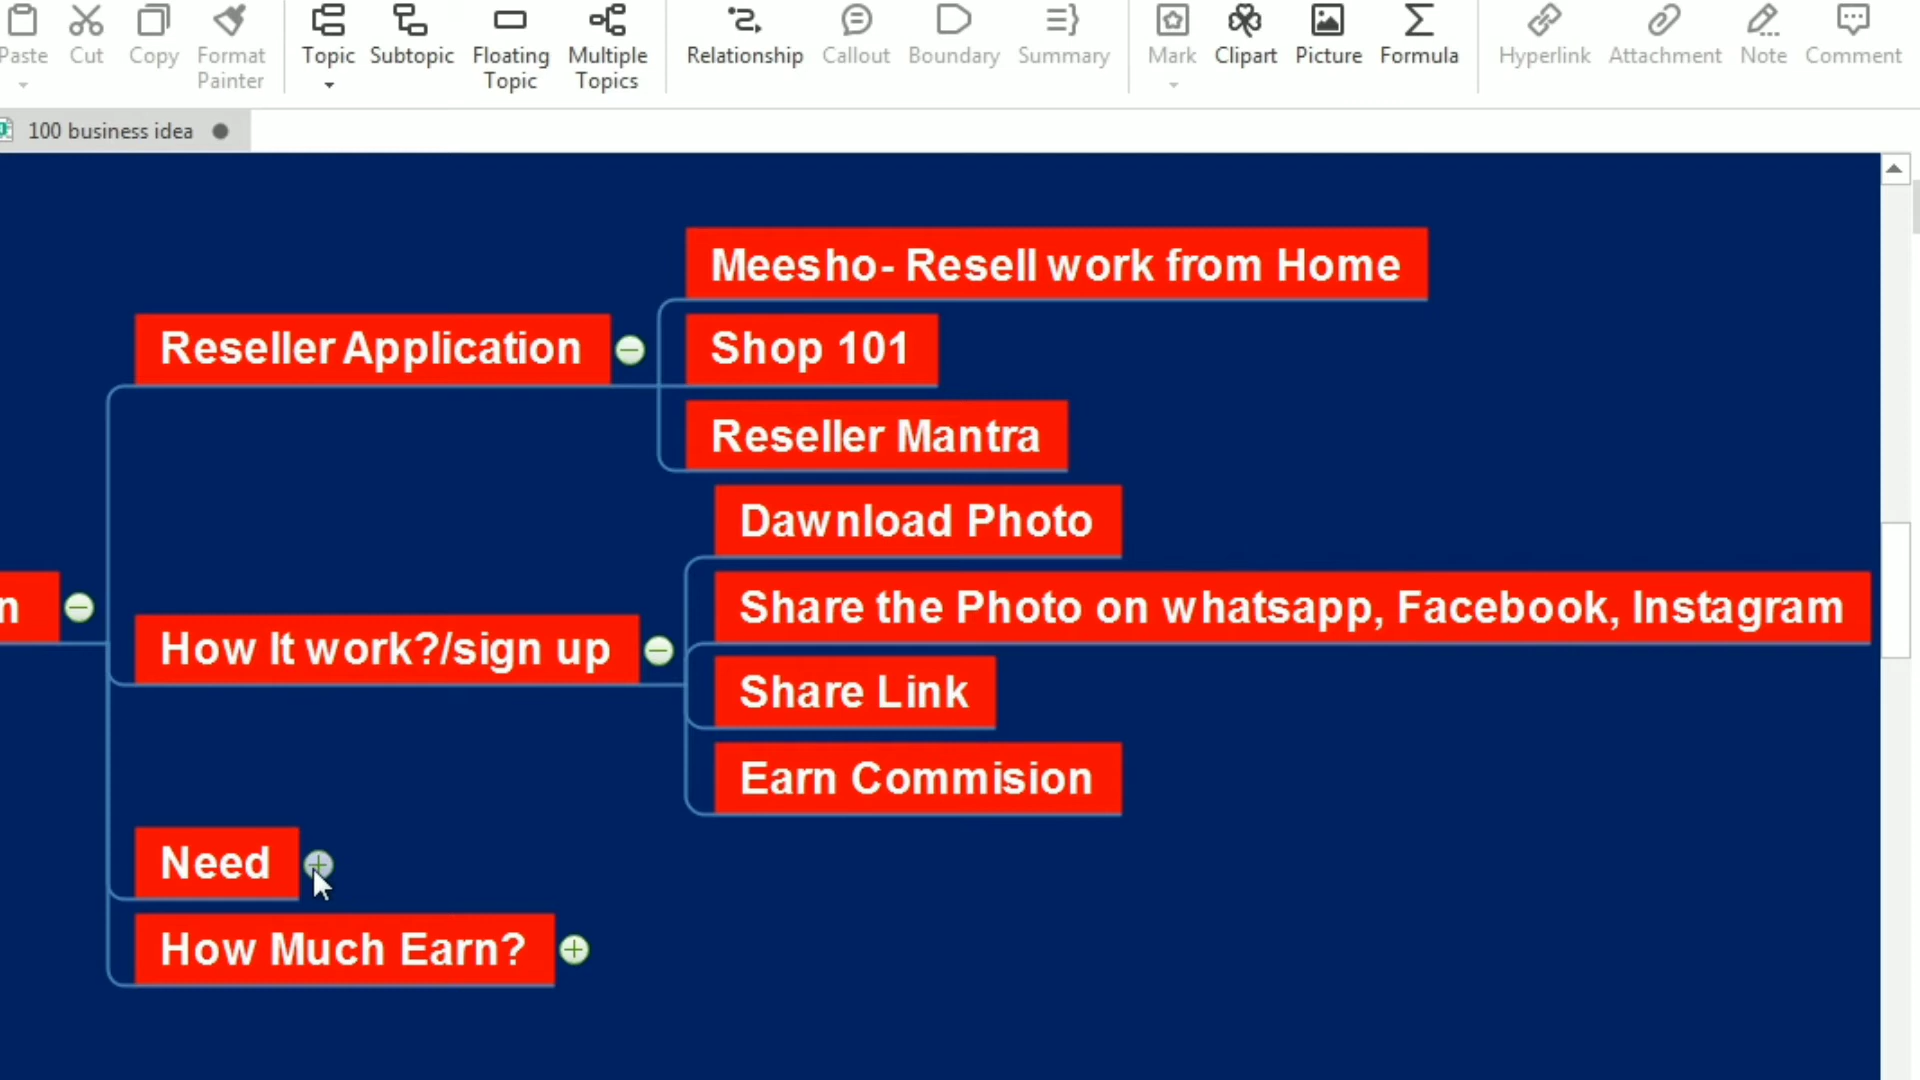 Paste
Cut
Copy
Format
Painter
Topic
Subtopic
Floating
Topic
Multiple
Topics
Relationship
Callout
Boundary
Summary
Mark
Clipart
Picture
Formula
Hyperlink
Attachment
Note
Comment
100 business idea
Meesho- Resell work from Home
Reseller Application
Shop 101
Reseller Mantra
Dawnload Photo
n
Share the Photo on whatsapp, Facebook, Instagram
How It work?/sign up
Share Link
Earn Commision
Need
How Much Earn?